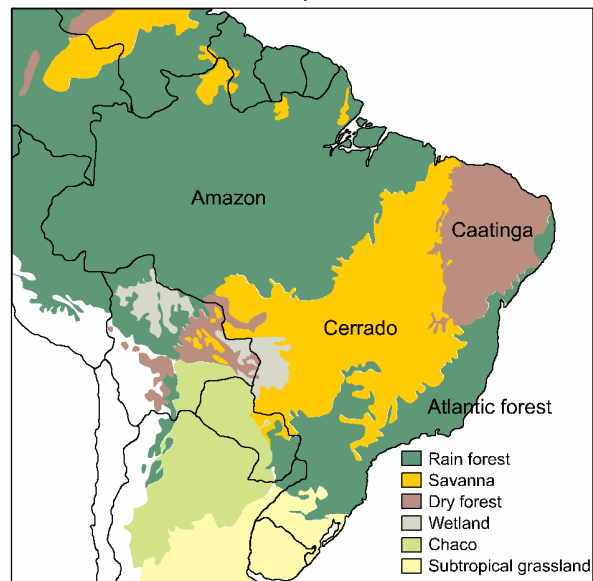 Amazon
Caatinga
Cerrado
Atlantic forest
Rain forest
Savanna
Dry forest
Wetland
Chaco
Subtropical grassland